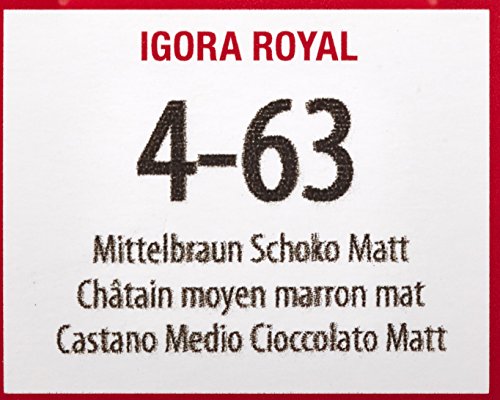 IGORA ROYAL
4-63
Mittelbraun Schoko Matt
Châtain moyen marron mat
Castano Medio Cioccolato Matt